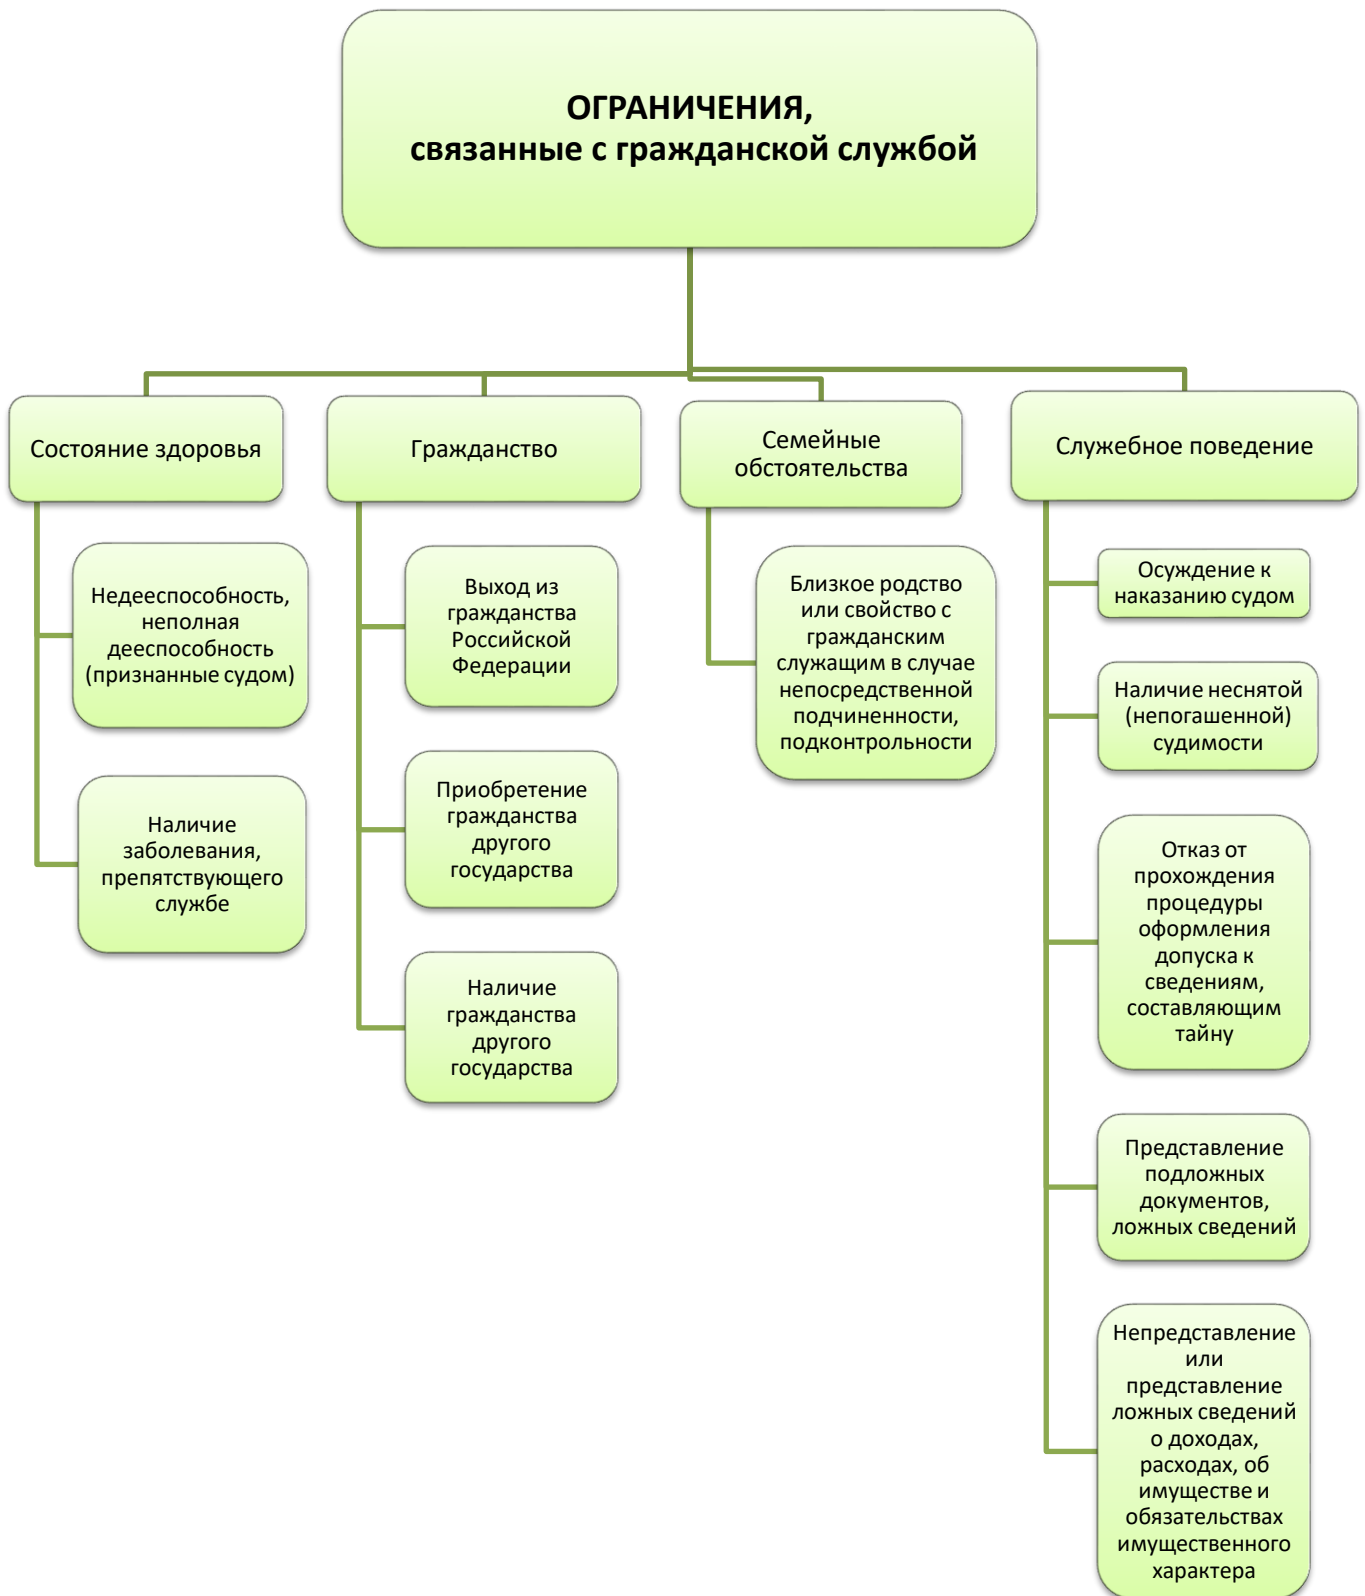 ОГРАНИЧЕНИЯ,
связанные с гражданской службой
Состояние здоровья
Недееспособность,
неполная
дееспособность
(признанные судом)
Наличие
заболевания,
препятствующего
службе
Гражданство
Выход из
гражданства
Российской
Федерации
Приобретение
гражданства
другого
государства
Наличие
гражданства
другого
государства
Семейные
обстоятельства
Близкое родство
или свойство с
гражданским
служащим в случае
непосредственной
подчиненности,
подконтрольности
Служебное поведение
Осуждение к
наказанию судом
Наличие неснятой
(непогашенной)
судимости
Отказ от
прохождения
процедуры
оформления
допуска к
сведениям,
составляющим
тайну
Представление
подложных
документов,
ложных сведений
Непредставление
или
представление
ложных сведений
о доходах,
расходах, об
имуществе и
обязательствах
имущественного
характера